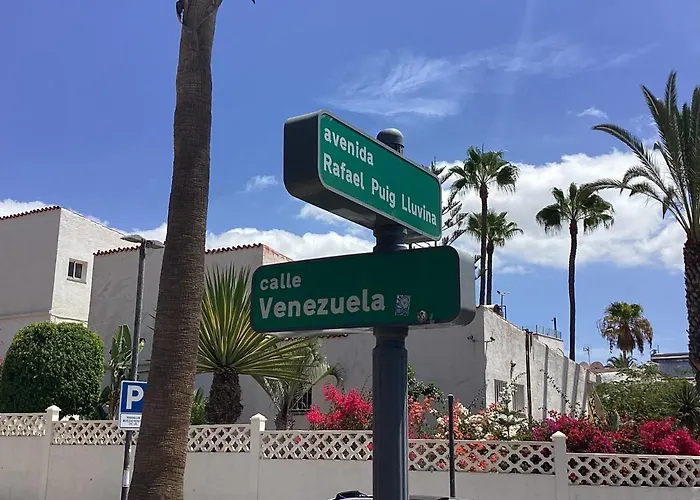 avenida
Rafael Puig Lluvina
calle
Venezuela
P